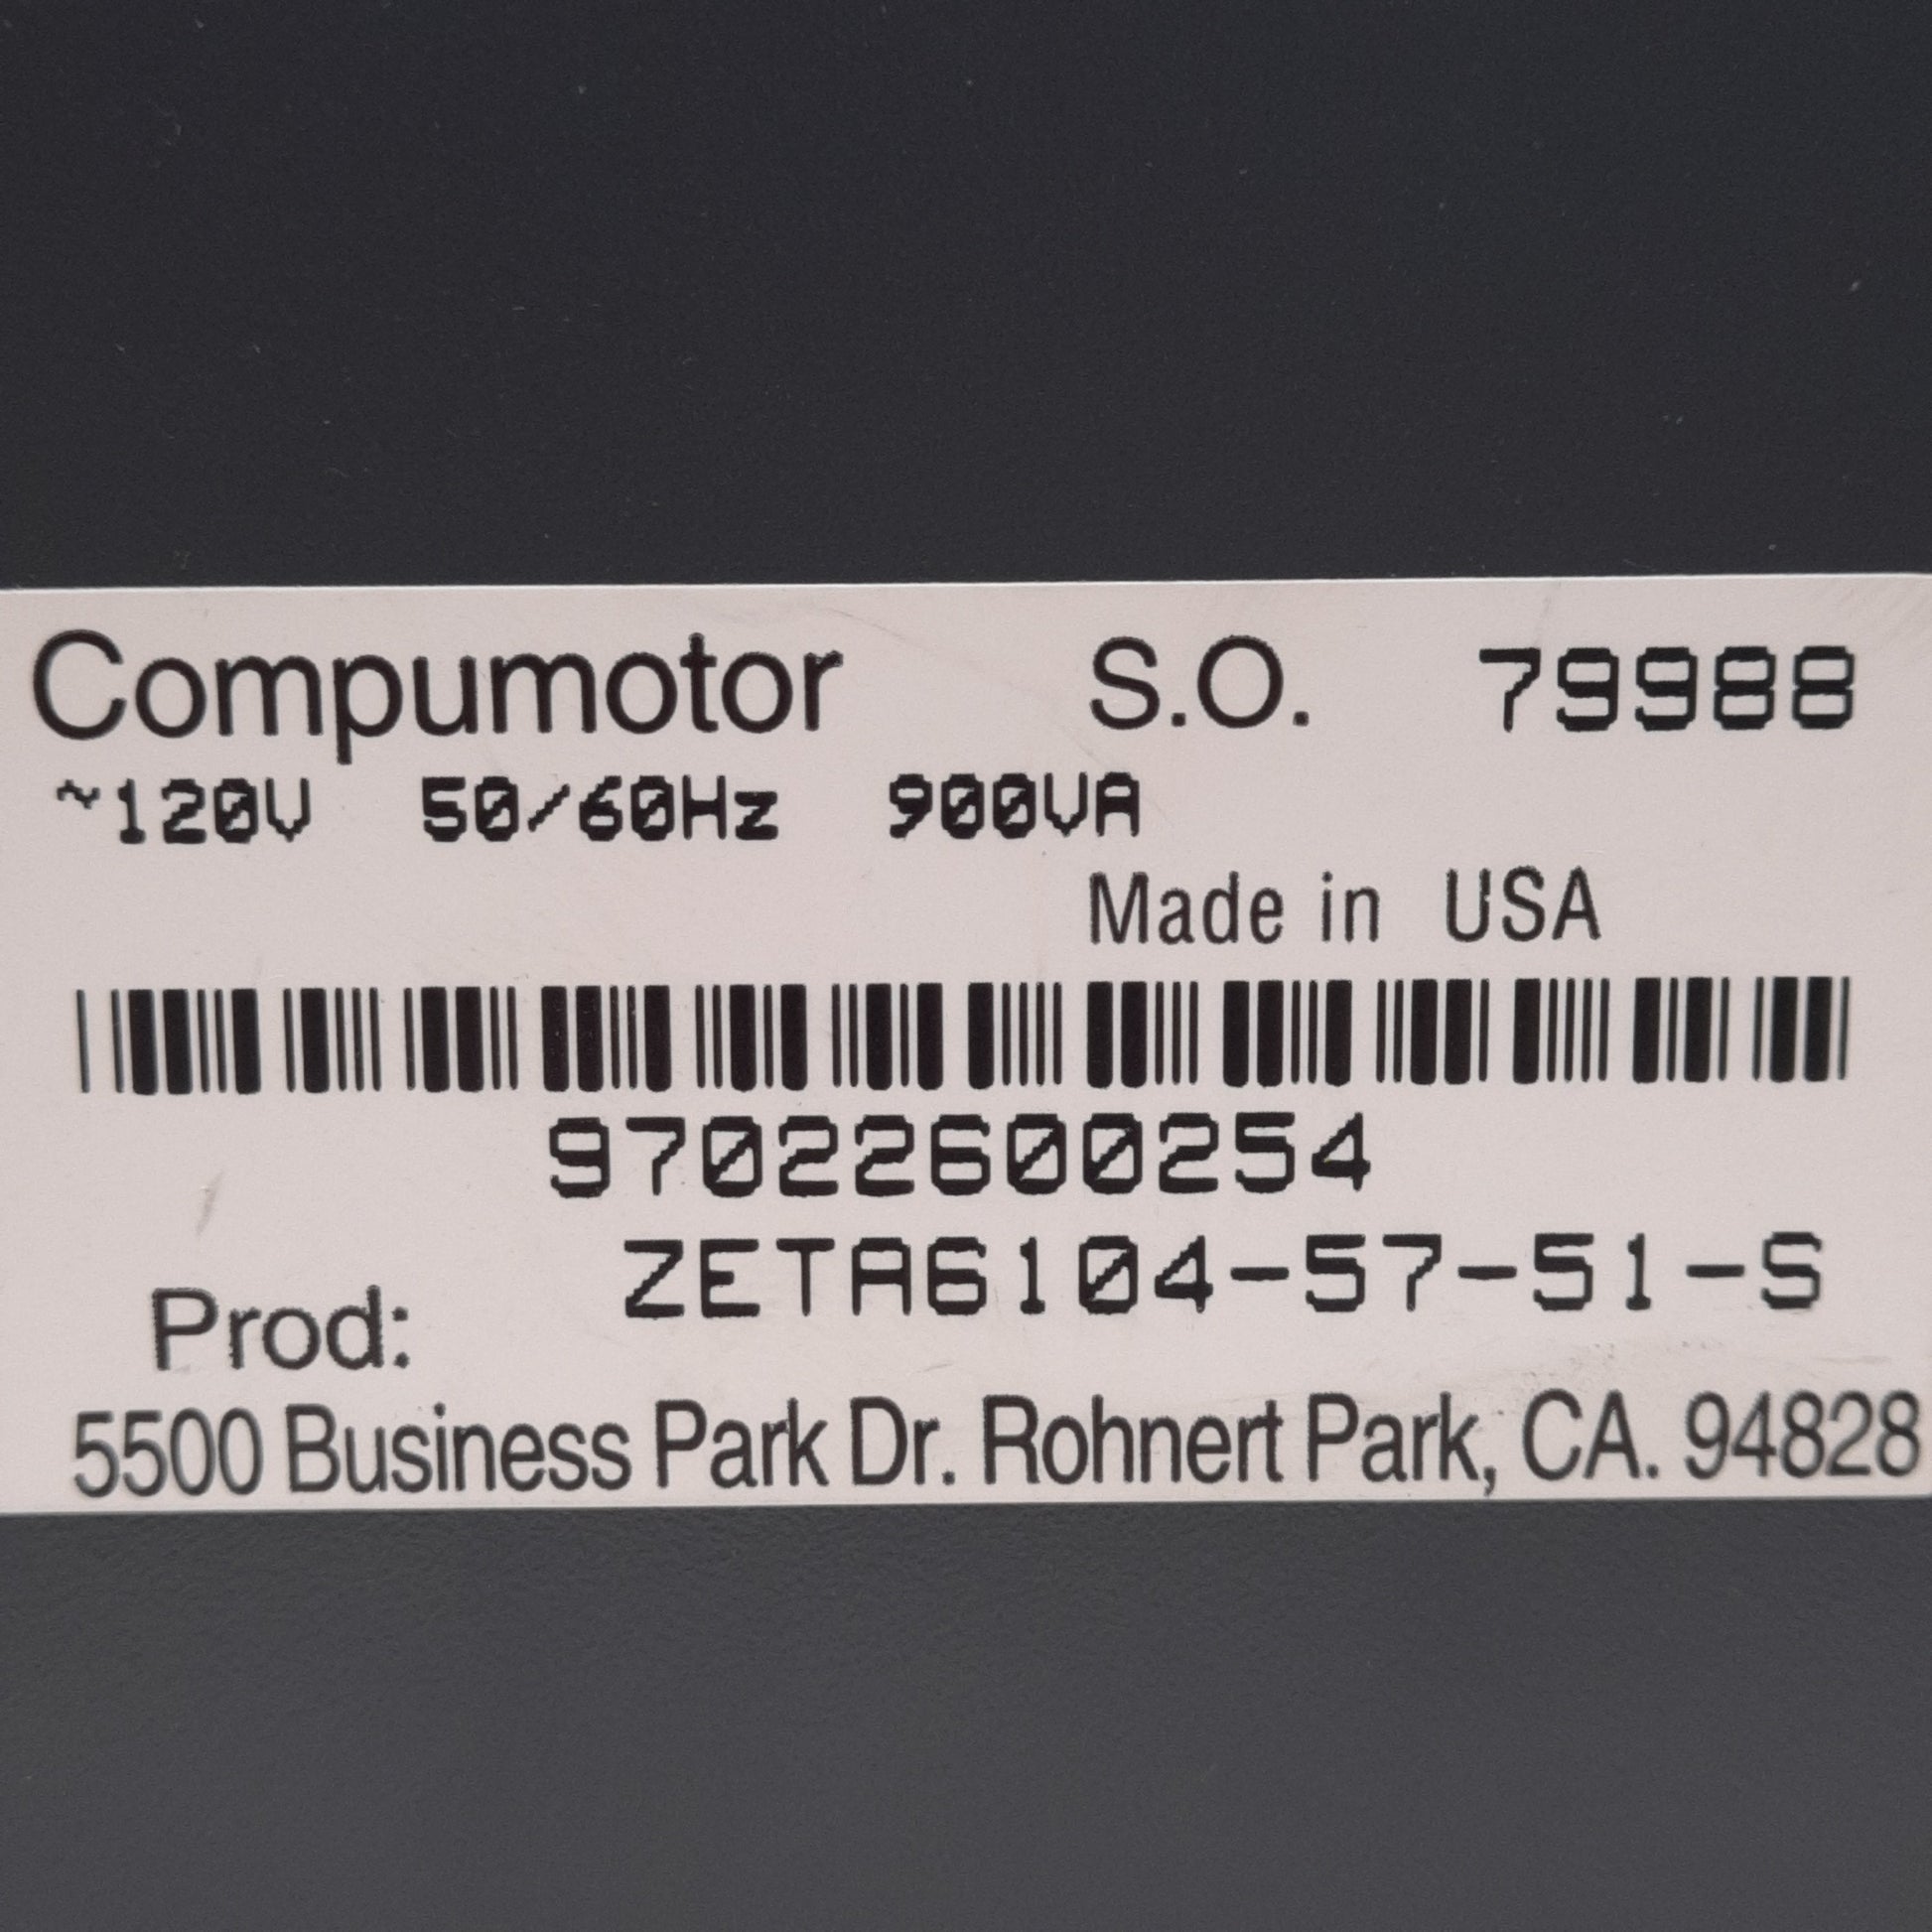 Compumotor S.O. 79988
~120V 50/60Hz 900VA
Made in USA
97022600254
Prod: ZETA6104-57-51-S
5500 Business Park Dr. Rohnert Park, CA. 94828